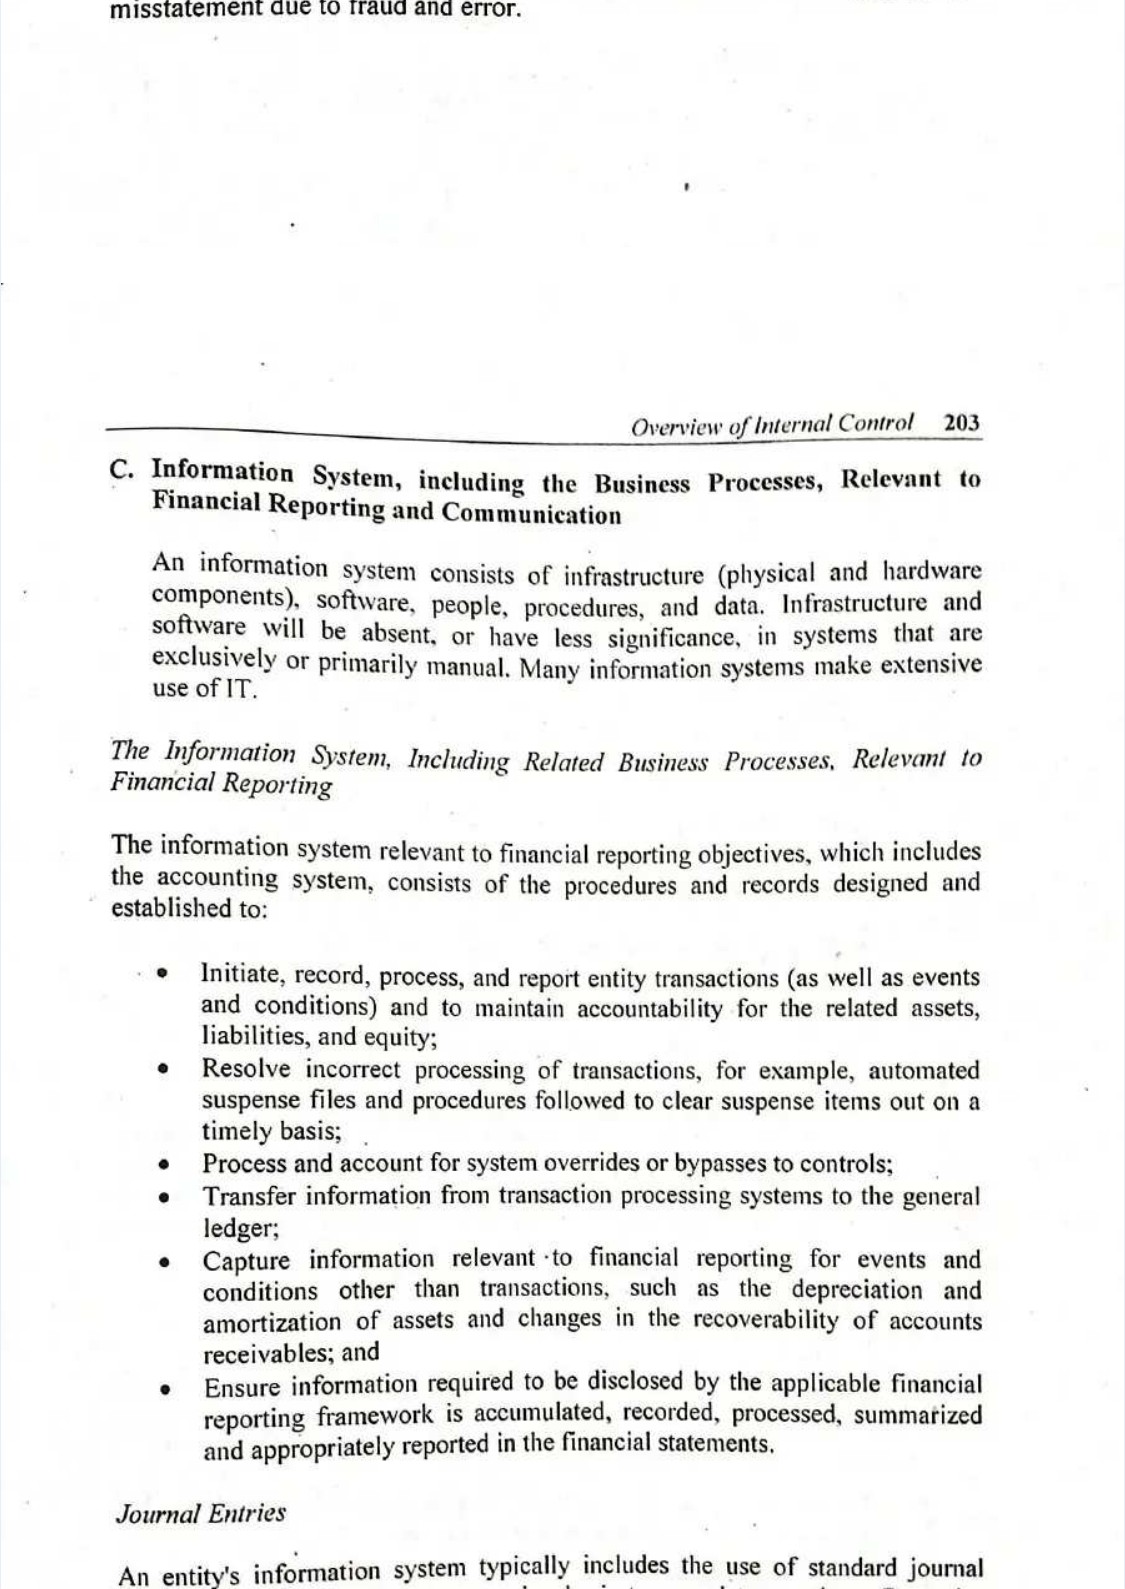 misstatement due to fraud and error.
Overview of Internal Control 203
C. Information System, including the Business Processes, Relevant to
Financial Reporting and Communication
An information system consists of infrastructure (physical and hardware
components), software, people, procedures, and data. Infrastructure and
software will be absent, or have less significance, in systems that are
exclusively or primarily manual. Many information systems make extensive
use of IT.
The Information System, Including Related Business Processes, Relevant to
Financial Reporting
The information system relevant to financial reporting objectives, which includes
the accounting system, consists of the procedures and records designed and
established to:
• Initiate, record, process, and report entity transactions (as well as events
and conditions) and to maintain accountability for the related assets,
liabilities, and equity;
• Resolve incorrect processing of transactions, for example, automated
suspense files and procedures followed to clear suspense items out on a
timely basis;
• Process and account for system overrides or bypasses to controls;
• Transfer information from transaction processing systems to the general
ledger;
• Capture information relevant to financial reporting for events and
conditions other than transactions, such as the depreciation and
amortization of assets and changes in the recoverability of accounts
receivables; and
• Ensure information required to be disclosed by the applicable financial
reporting framework is accumulated, recorded, processed, summarized
and appropriately reported in the financial statements.
Journal Entries
An entity's information system typically includes the use of standard journal